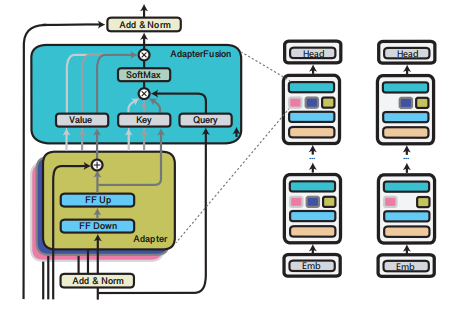 Add & Norm
AdapterFusion
SoftMax
Value
Key
Query
FF Up
FF Down
Adapter
Add & Norm
Head
Head
...
...
Emb
Emb